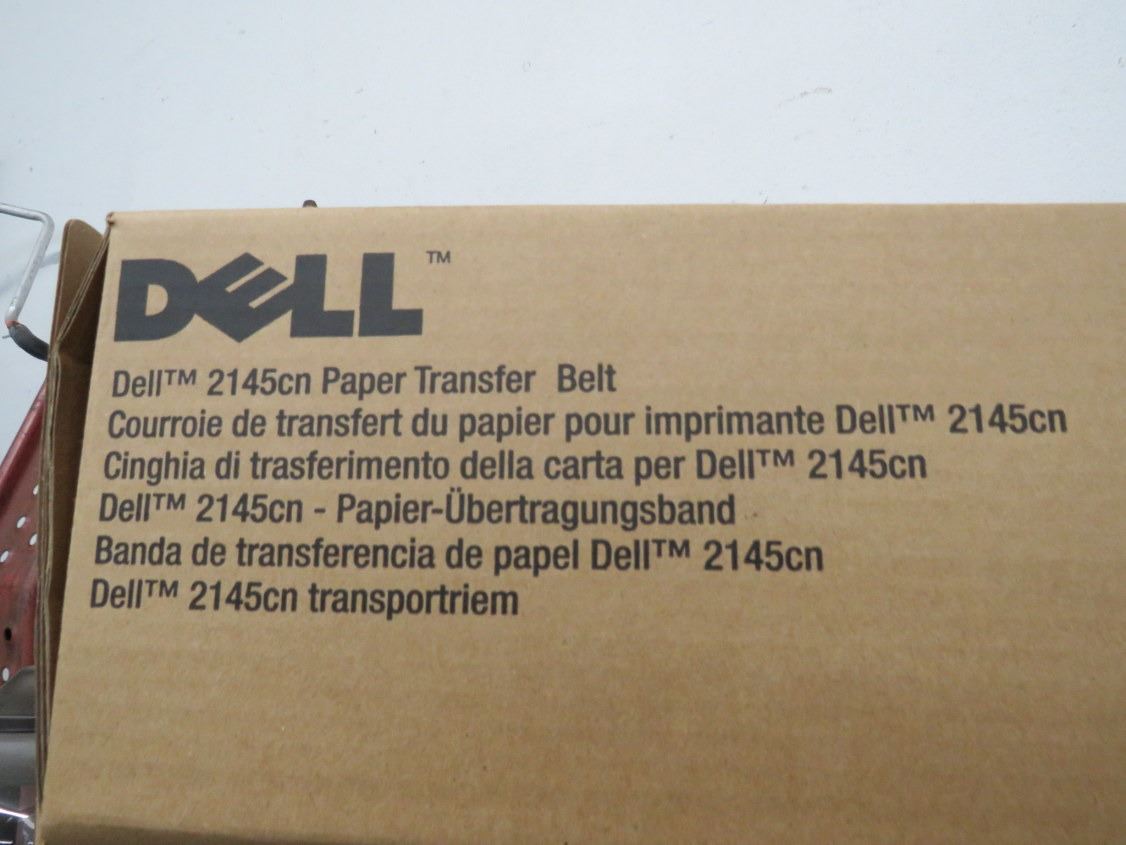 DELL™
Dell™ 2145cn Paper Transfer Belt
Courroie de transfert du papier pour imprimante Dell™ 2145cn
Cinghia di trasferimento della carta per Dell™ 2145cn
Dell™ 2145cn - Papier-Übertragungsband
Banda de transferencia de papel Dell™ 2145cn
Dell™ 2145cn transportriem